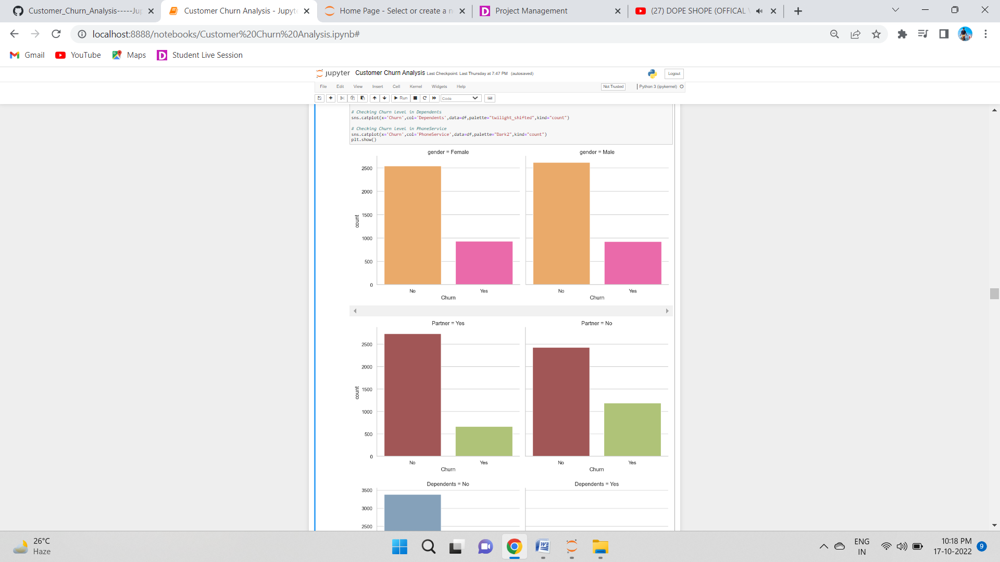 Customer_Churn_Analysis-----Ju
Customer Churn Analysis - Jupyt
Home Page - Select or create a n
Project Management
(27) DOPE SHOPE (OFFICAL
localhost:8888/notebooks/Customer%20Churn%20Analysis.ipynb#
Gmail
YouTube
Maps
Student Live Session
jupyter Customer Churn Analysis Last Checkpoint: Last Thursday at 7:47 PM (autosaved)
Logout
File Edit View Insert Cell Kernel Widgets Help
Not Trusted
Python 3 (ipykernel)
Run
Code
# Checking Churn Level in Dependents
sns.catplot(x='Churn',col='Dependents',data=df,palette="twilight_shifted",kind="count")
# Checking Churn Level in PhoneService
sns.catplot(x='Churn',col='PhoneService',data=df,palette="Dark2",kind="count")
plt.show()
gender = Female
gender = Male
2500
2000
1500
1000
500
0
count
No Yes
Churn
No Yes
Churn
Partner = Yes
Partner = No
2500
2000
1500
1000
500
0
count
No Yes
Churn
No Yes
Churn
Dependents = No
Dependents = Yes
3500
3000
2500
26°C
Haze
ENG
IN
10:18 PM
17-10-2022
9